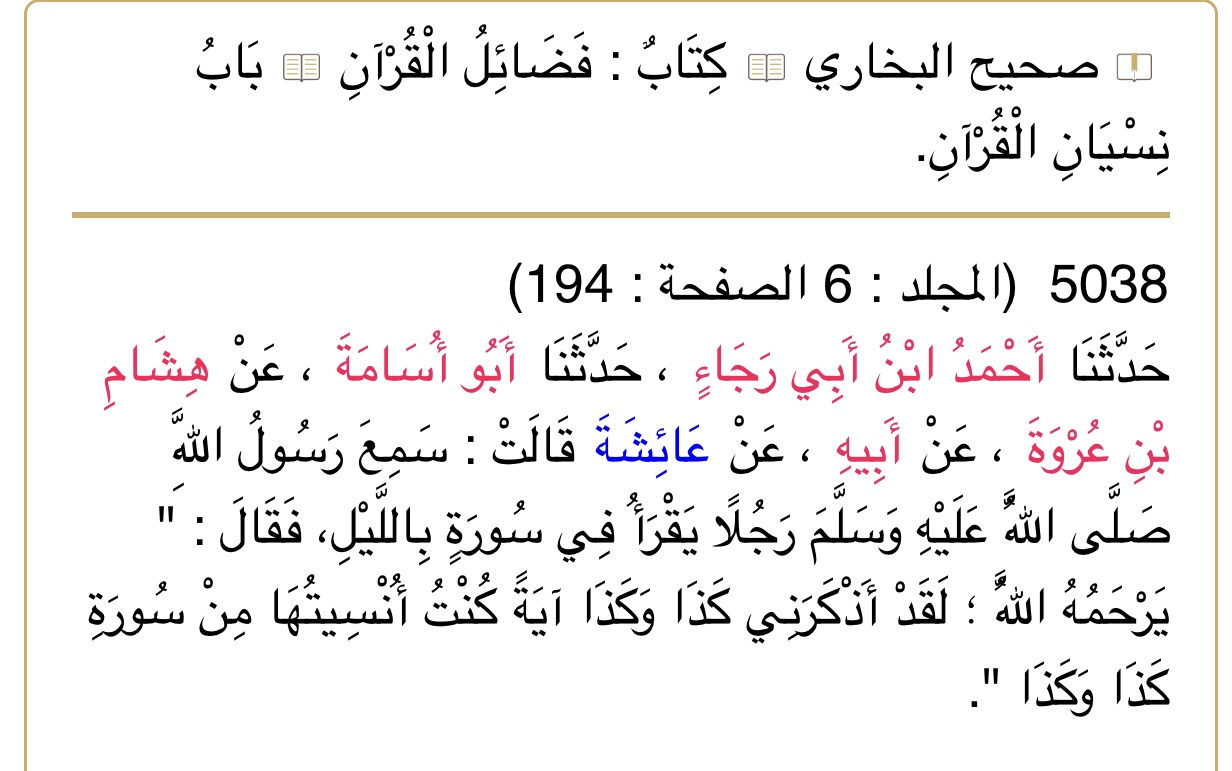 صحيح البخاري كِتَابٌ : فَضَائِلُ الْقُرْآنِ بَابُ
نِسْيَانِ الْقُرْآنِ.
5038 (المجلد : 6 الصفحة : 194)
حَدَّثَنَا أَحْمَدُ ابْنُ أَبِي رَجَاءٍ ، حَدَّثَنَا أَبُو أُسَامَةَ ، عَنْ هِشَامِ
بْنِ عُرْوَةَ ، عَنْ أَبِيهِ ، عَنْ عَائِشَةَ قَالَتْ : سَمِعَ رَسُولُ اللَّهِ
صَلَّى اللَّهُ عَلَيْهِ وَسَلَّمَ رَجُلًا يَقْرَأُ فِي سُورَةٍ بِاللَّيْلِ، فَقَالَ : "
يَرْحَمُهُ اللَّهُ ؛ لَقَدْ أَذْكَرَنِي كَذَا وَكَذَا آيَةً كُنْتُ أُنْسِيتُهَا مِنْ سُورَةِ
كَذَا وَكَذَا ".